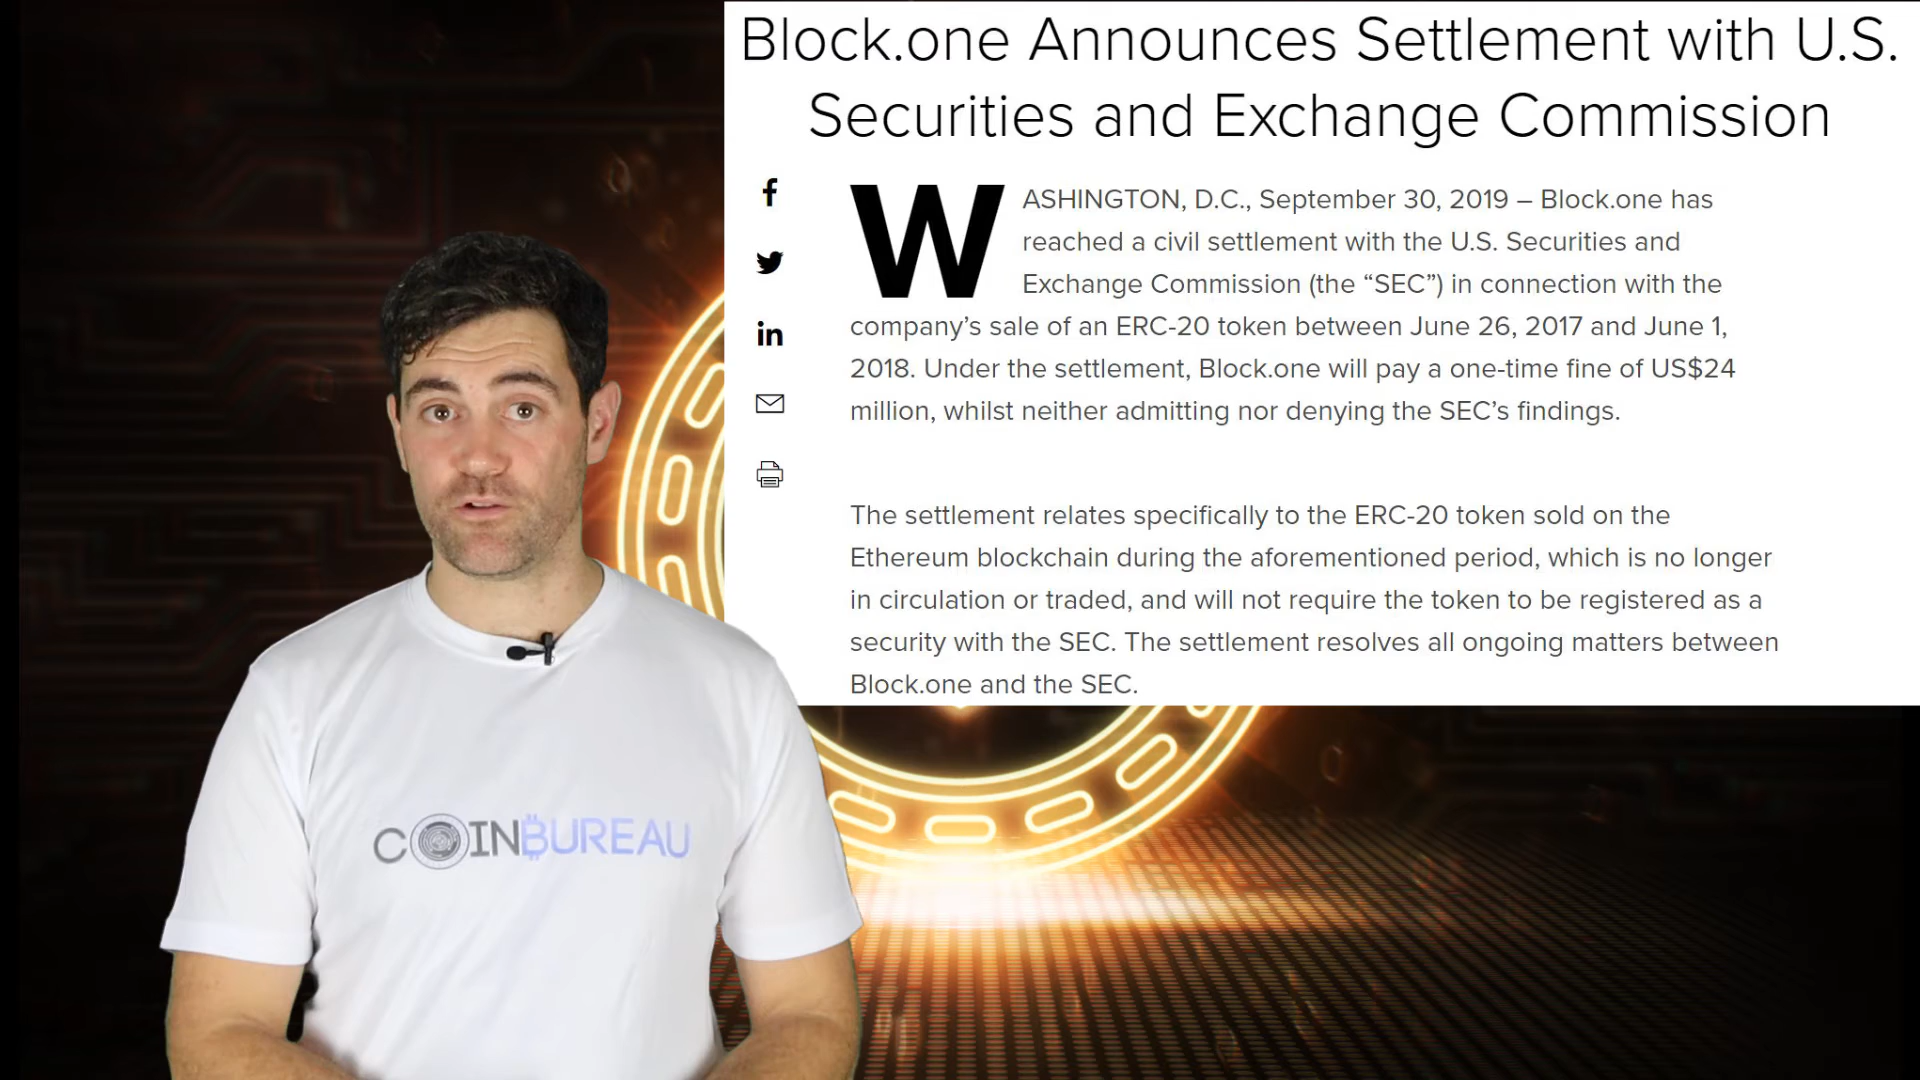 Block.one Announces Settlement with U.S.
Securities and Exchange Commission
WASHINGTON, D.C., September 30, 2019 – Block.one has
reached a civil settlement with the U.S. Securities and
Exchange Commission (the “SEC”) in connection with the
company’s sale of an ERC-20 token between June 26, 2017 and June 1,
2018. Under the settlement, Block.one will pay a one-time fine of US$24
million, whilst neither admitting nor denying the SEC’s findings.
The settlement relates specifically to the ERC-20 token sold on the
Ethereum blockchain during the aforementioned period, which is no longer
in circulation or traded, and will not require the token to be registered as a
security with the SEC. The settlement resolves all ongoing matters between
Block.one and the SEC.
COINBUREAU